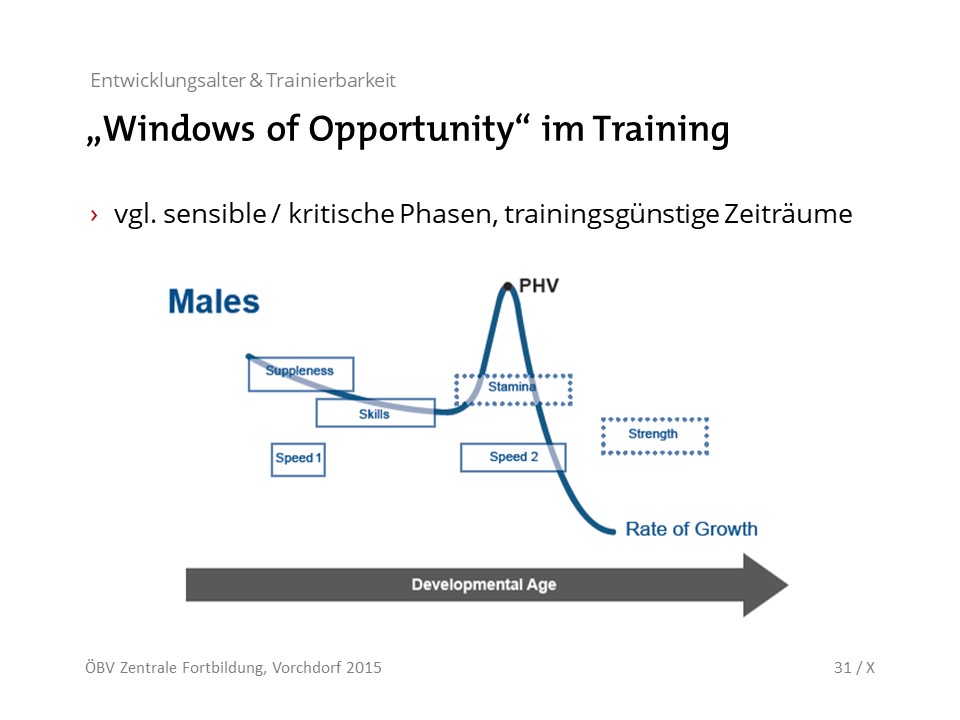 Entwicklungsalter & Trainierbarkeit
„Windows of Opportunity“ im Training
› vgl. sensible / kritische Phasen, trainingsgünstige Zeiträume
PHV
Males
Suppleness
Stamina
Skills
Strength
Speed 1
Speed 2
Rate of Growth
Developmental Age
ÖBV Zentrale Fortbildung, Vorchdorf 2015
31 / X